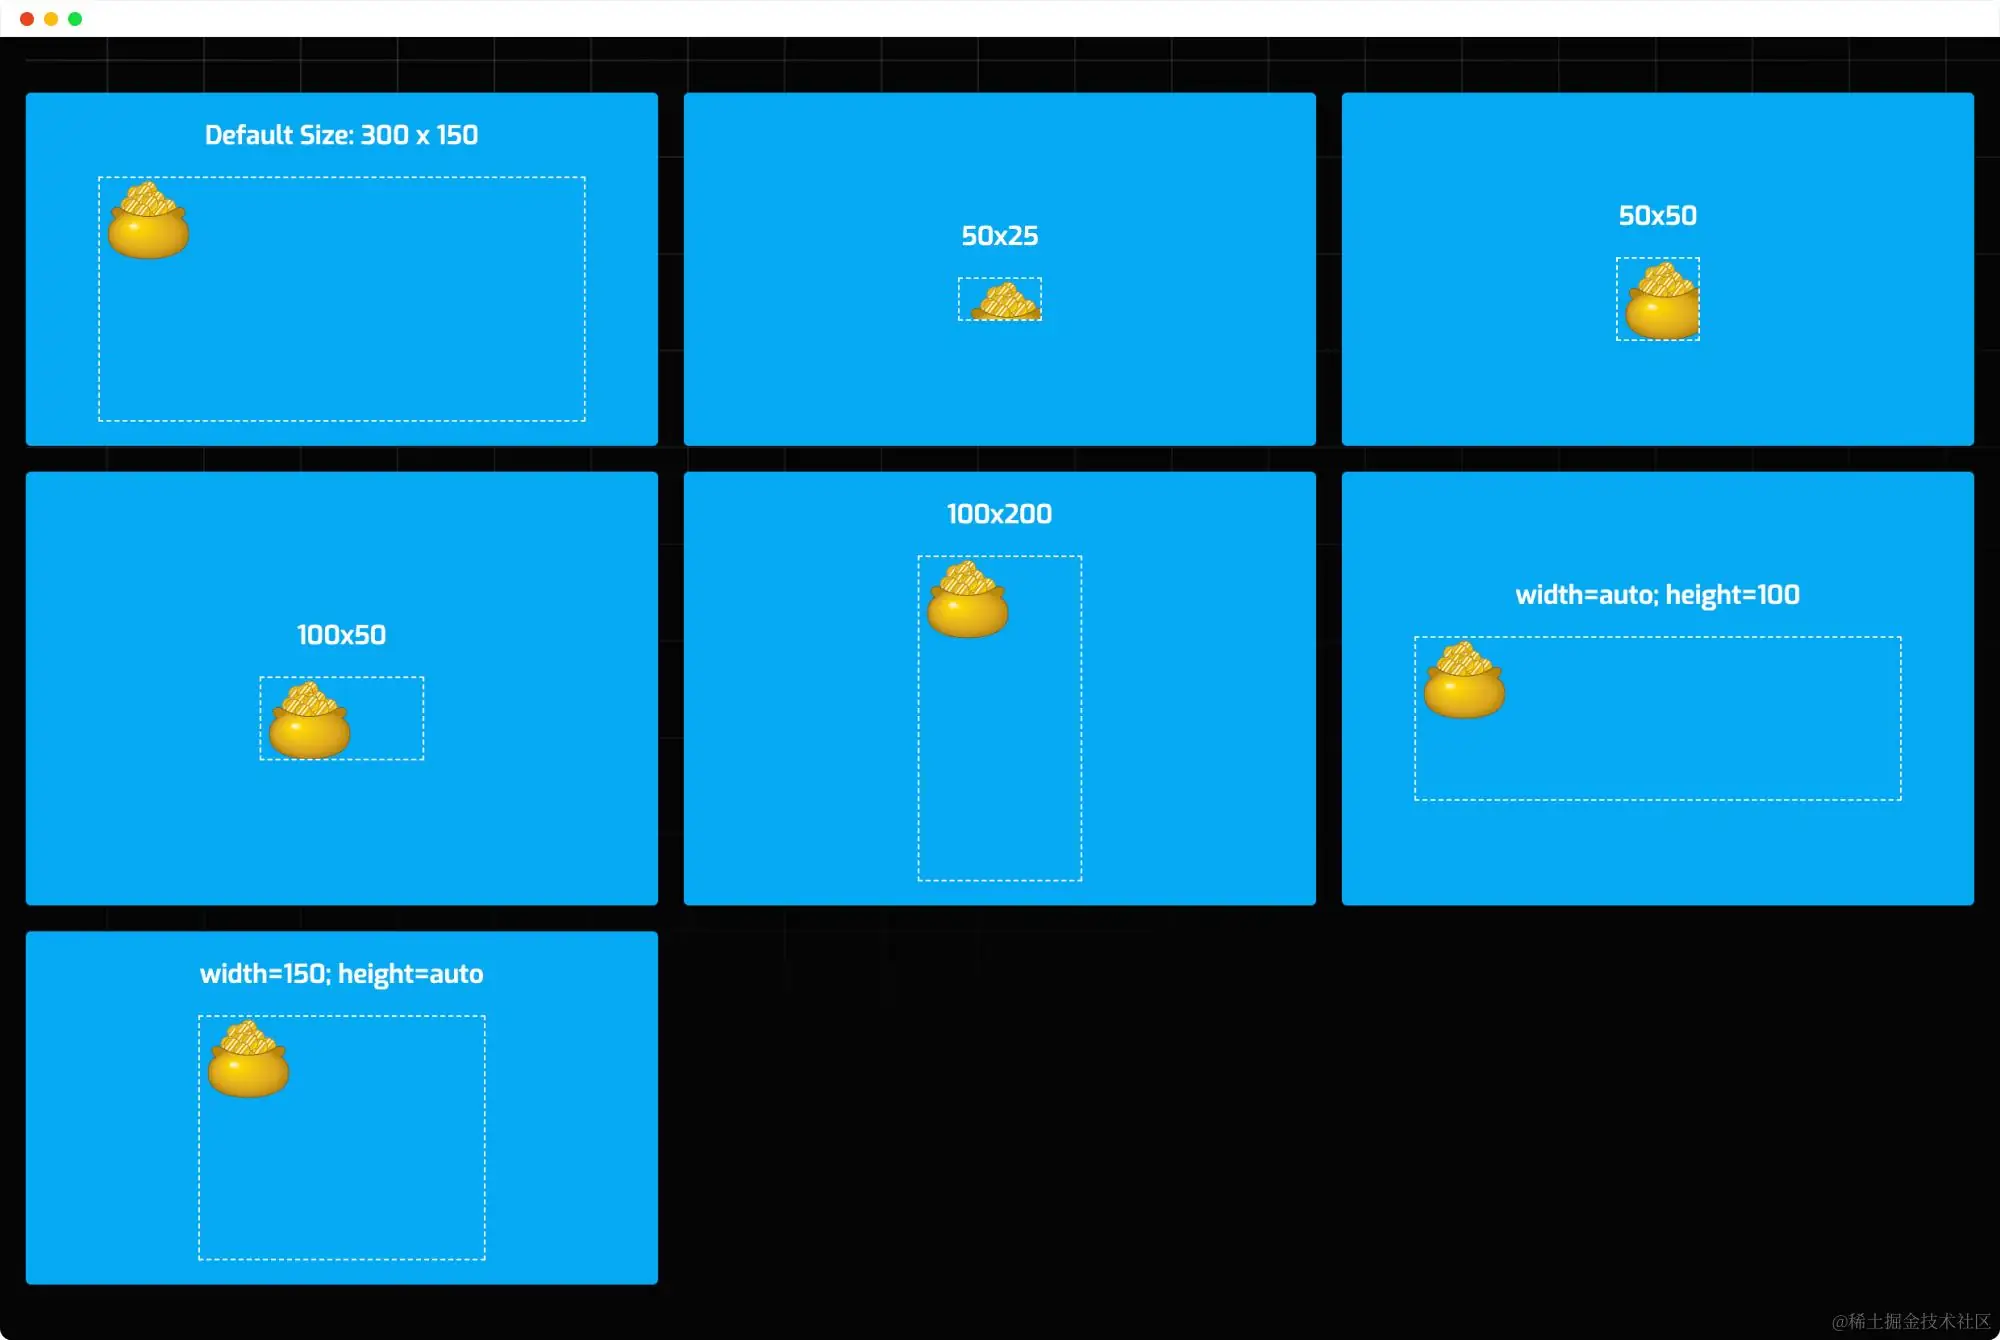 Default Size: 300 x 150
50x25
50x50
100x50
100x200
width=auto; height=100
width=150; height=auto
@稀土掘金技术社区